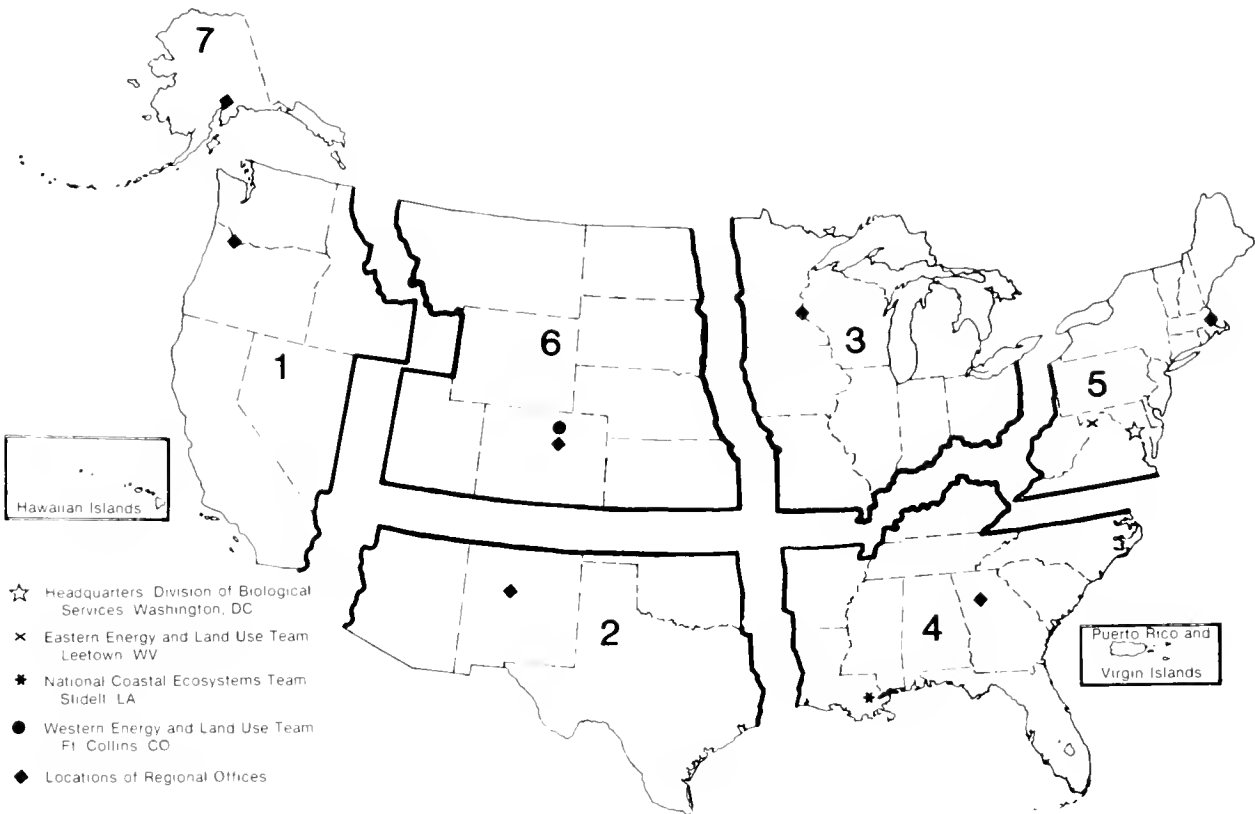 7
6
3
1
5
Hawaiian Islands
2
4
Puerto Rico and
Virgin Islands
Headquarters Division of Biological
Services Washington, DC
Eastern Energy and Land Use Team
Leetown WV
National Coastal Ecosystems Team
Slidell LA
Western Energy and Land Use Team
Ft Collins CO
Locations of Regional Offices